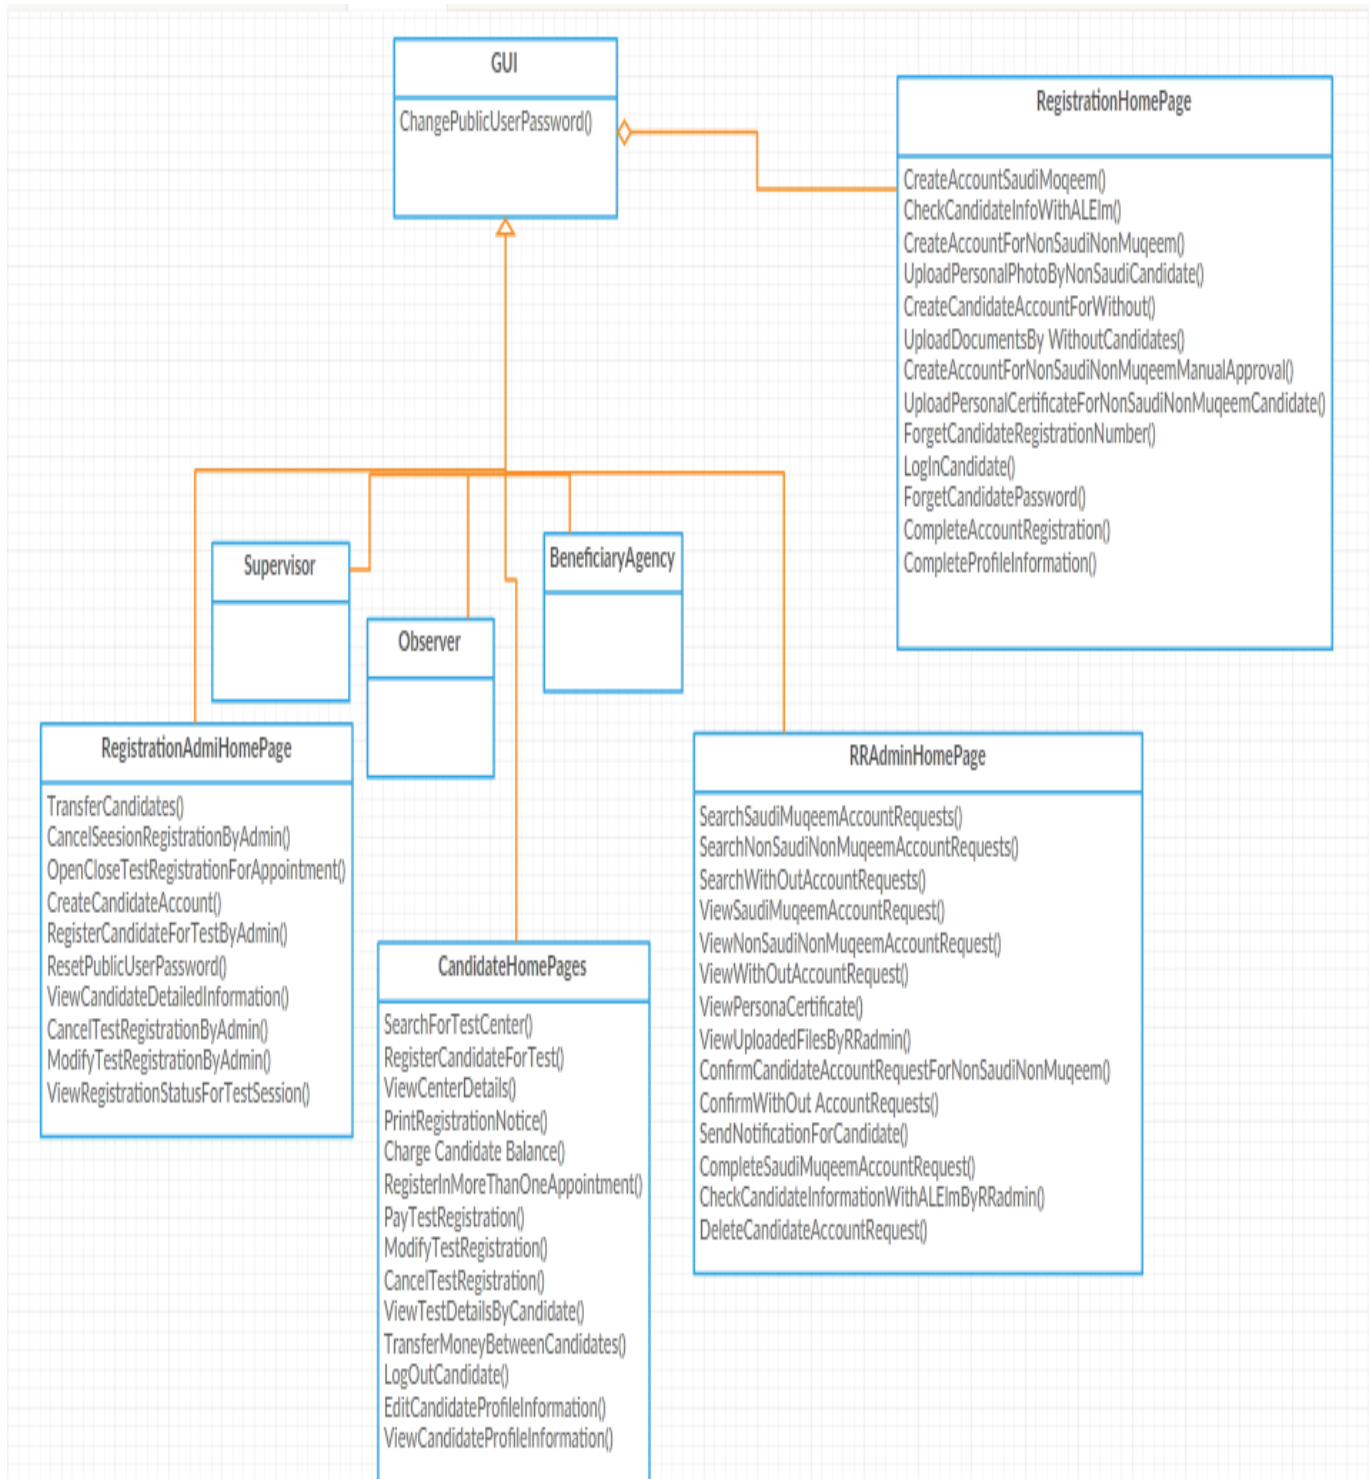 GUI
ChangePublicUserPassword()
RegistrationHomePage
CreateAccountSaudiMoqeem()
CheckCandidateInfoWithALElm()
CreateAccountForNonSaudiNonMuqeem()
UploadPersonalPhotoByNonSaudiCandidate()
CreateCandidateAccountForWithout()
UploadDocumentsBy WithoutCandidates()
CreateAccountForNonSaudiNonMuqeemManualApproval()
UploadPersonalCertificateForNonSaudiNonMuqeemCandidate()
ForgetCandidateRegistrationNumber()
LogInCandidate()
ForgetCandidatePassword()
CompleteAccountRegistration()
CompleteProfileInformation()
Supervisor
Observer
BeneficiaryAgency
RegistrationAdmiHomePage
TransferCandidates()
CancelSeesionRegistrationByAdmin()
OpenCloseTestRegistrationForAppointment()
CreateCandidateAccount()
RegisterCandidateForTestByAdmin()
ResetPublicUserPassword()
ViewCandidateDetailedInformation()
CancelTestRegistrationByAdmin()
ModifyTestRegistrationByAdmin()
ViewRegistrationStatusForTestSession()
CandidateHomePages
SearchForTestCenter()
RegisterCandidateForTest()
ViewCenterDetails()
PrintRegistrationNotice()
Charge Candidate Balance()
RegisterInMoreThanOneAppointment()
PayTestRegistration()
ModifyTestRegistration()
CancelTestRegistration()
ViewTestDetailsByCandidate()
TransferMoneyBetweenCandidates()
LogOutCandidate()
EditCandidateProfileInformation()
ViewCandidateProfileInformation()
RRAdminHomePage
SearchSaudiMuqeemAccountRequests()
SearchNonSaudiNonMuqeemAccountRequests()
SearchWithOutAccountRequests()
ViewSaudiMuqeemAccountRequest()
ViewNonSaudiNonMuqeemAccountRequest()
ViewWithOutAccountRequest()
ViewPersonaCertificate()
ViewUploadedFilesByRRadmin()
ConfirmCandidateAccountRequestForNonSaudiNonMuqeem()
ConfirmWithOut AccountRequests()
SendNotificationForCandidate()
CompleteSaudiMuqeemAccountRequest()
CheckCandidateInformationWithALElmByRRadmin()
DeleteCandidateAccountRequest()